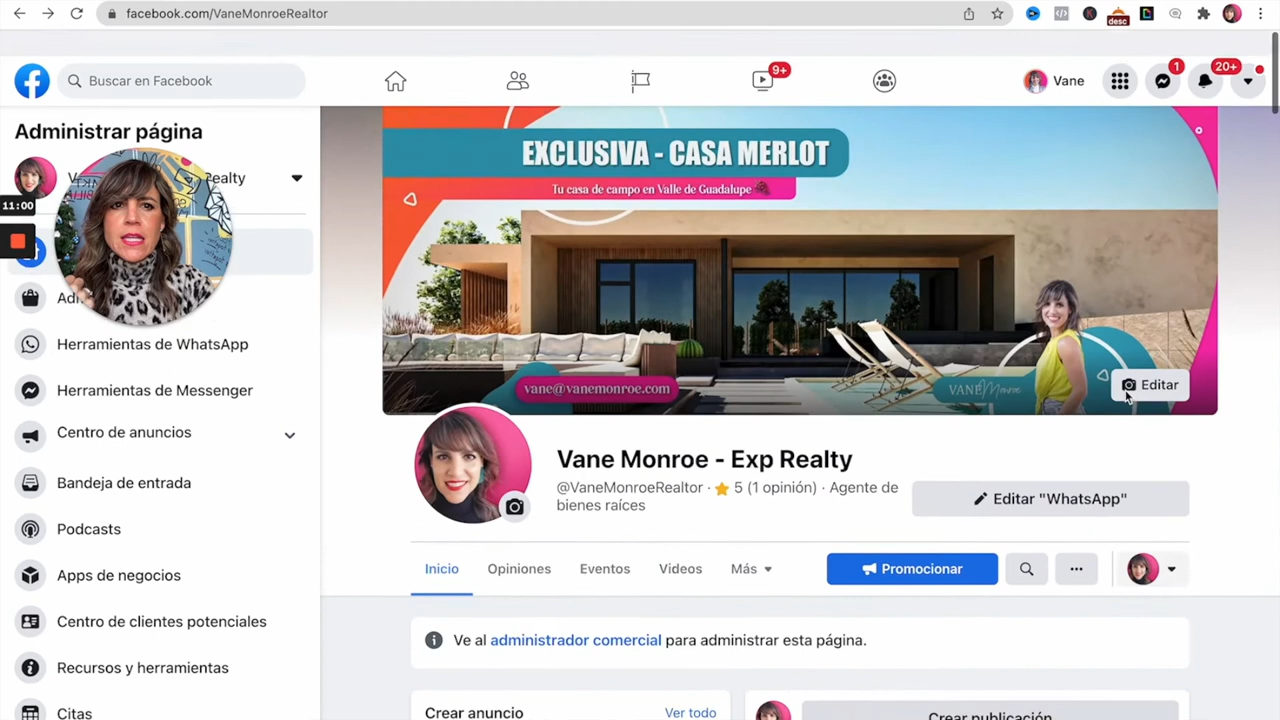 facebook.com/VaneMonroeRealtor
desc
Buscar en Facebook
9+
Vane
1
20+
Administrar página
Realty
11:00
Herramientas de WhatsApp
Herramientas de Messenger
Centro de anuncios
Bandeja de entrada
Podcasts
Apps de negocios
Centro de clientes potenciales
Recursos y herramientas
Citas
EXCLUSIVA - CASA MERLOT
Tu casa de campo en Valle de Guadalupe
vane@vanemonroe.com
VANE Monroe
Editar
Vane Monroe - Exp Realty
@VaneMonroeRealtor · 5 (1 opinión) · Agente de
bienes raíces
Editar "WhatsApp"
Inicio
Opiniones
Eventos
Videos
Más
Promocionar
Ve al administrador comercial para administrar esta página.
Crear anuncio
Ver todo
Crear publicación